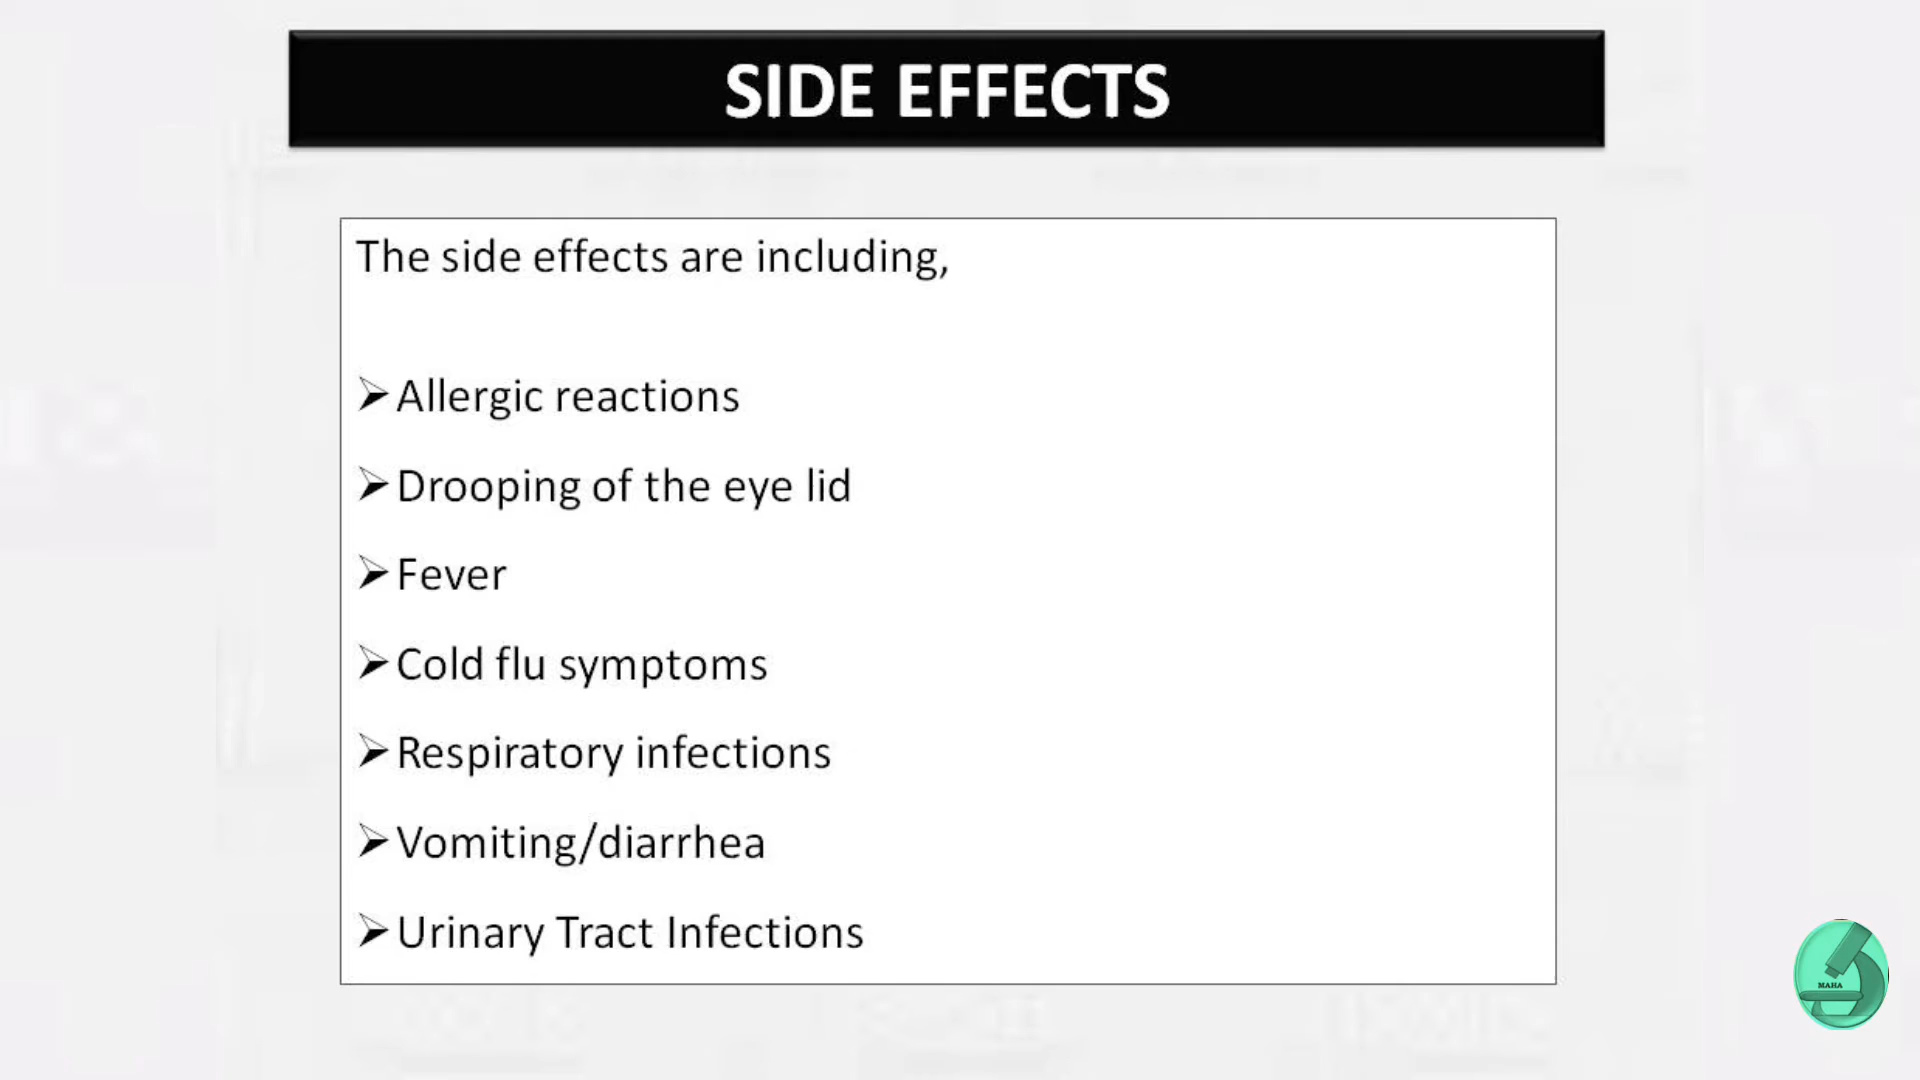 SIDE EFFECTS
The side effects are including,
➢Allergic reactions
➢Drooping of the eye lid
➢Fever
➢Cold flu symptoms
➢Respiratory infections
➢Vomiting/diarrhea
➢Urinary Tract Infections
MAHA